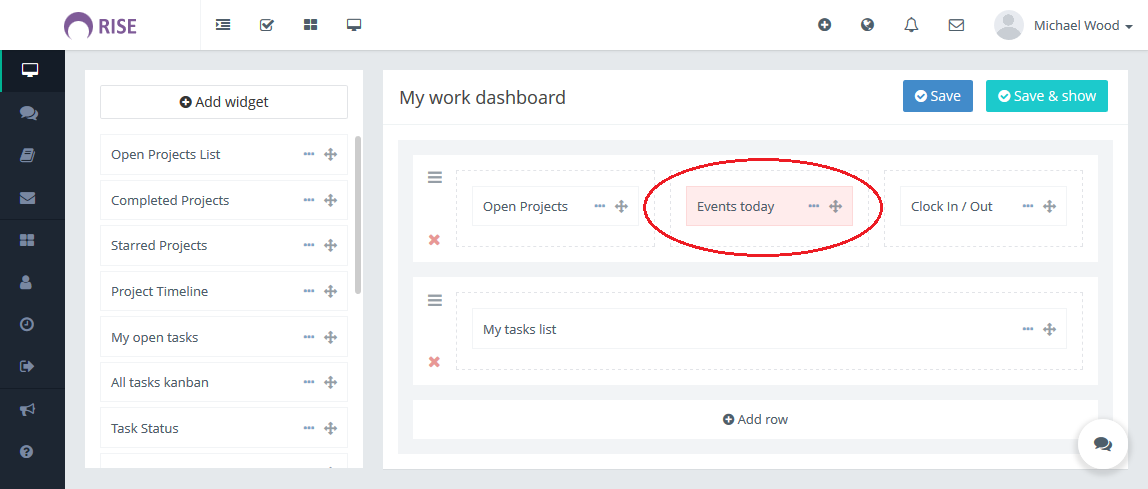 RISE
Michael Wood
Add widget
Open Projects List
Completed Projects
Starred Projects
Project Timeline
My open tasks
All tasks kanban
Task Status
My work dashboard
Save
Save & show
Open Projects
Events today
Clock In / Out
My tasks list
Add row